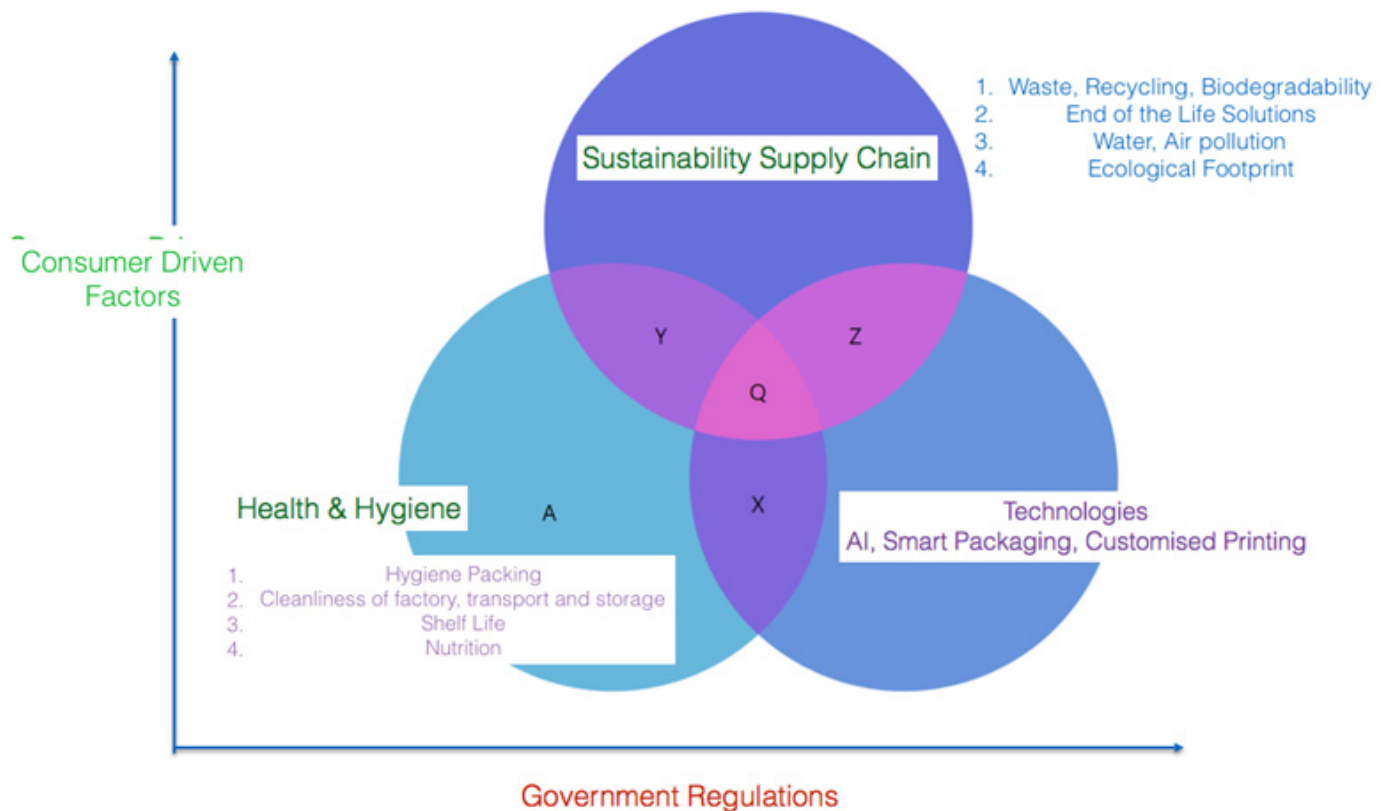 1. Waste, Recycling, Biodegradability
2. End of the Life Solutions
3. Water, Air pollution
4. Ecological Footprint
Sustainability Supply Chain
Consumer Driven
Factors
Y
Z
Q
Health & Hygiene
A
X
Technologies
AI, Smart Packaging, Customised Printing
1. Hygiene Packing
2. Cleanliness of factory, transport and storage
3. Shelf Life
4. Nutrition
Government Regulations